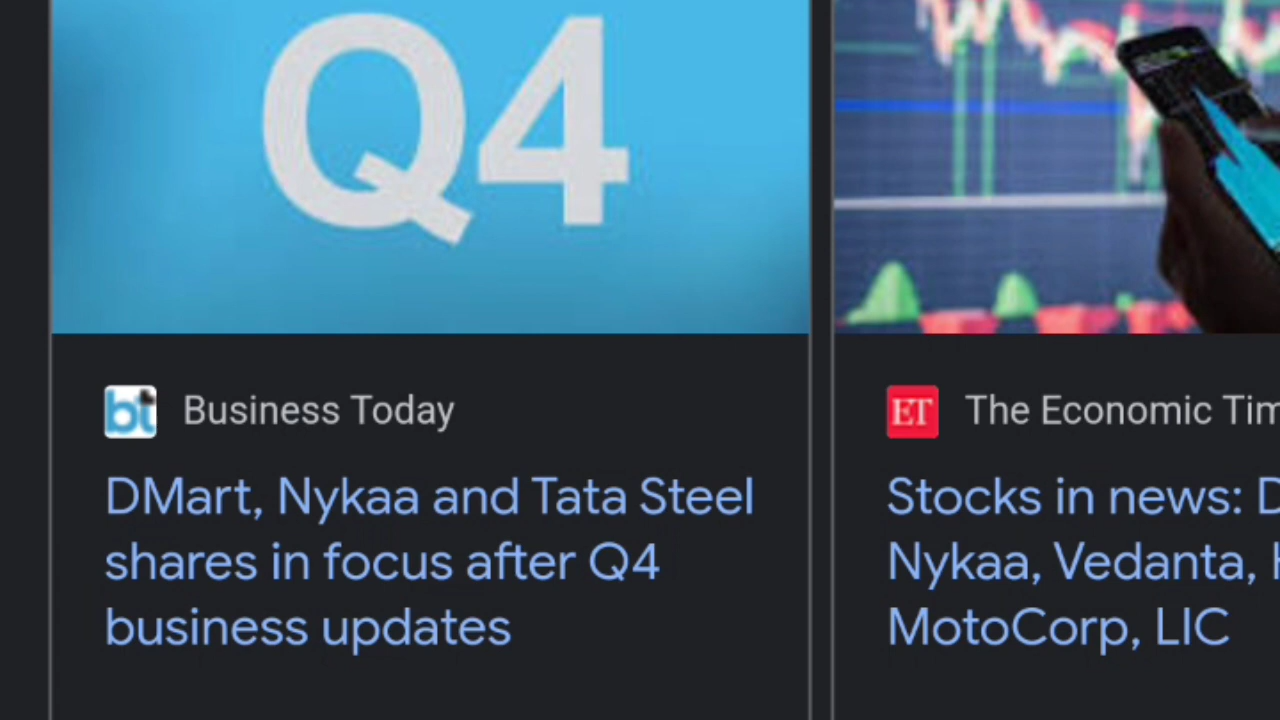 Q4
bt Business Today
DMart, Nykaa and Tata Steel
shares in focus after Q4
business updates
ET The Economic
Stocks in news:
Nykaa, Vedanta,
MotoCorp, LIC